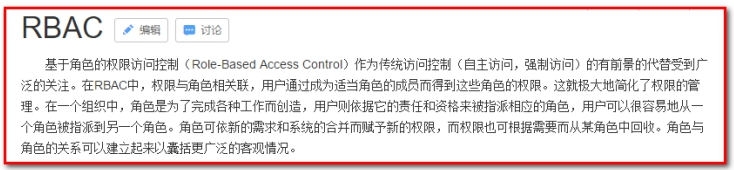 RBAC 编辑 讨论
基于角色的权限访问控制（Role-Based Access Control）作为传统访问控制（自主访问，强制访问）的有前景的代替受到广
泛的关注。在RBAC中，权限与角色相关联，用户通过成为适当角色的成员而得到这些角色的权限。这就极大地简化了权限的管
理。在一个组织中，角色是为了完成各种工作而创造，用户则依据它的责任和资格来被指派相应的角色，用户可以很容易地从一
个角色被指派到另一个角色。角色可依新的需求和系统的合并而赋予新的权限，而权限也可根据需要而从某角色中回收。角色与
角色的关系可以建立起来以囊括更广泛的客观情况。